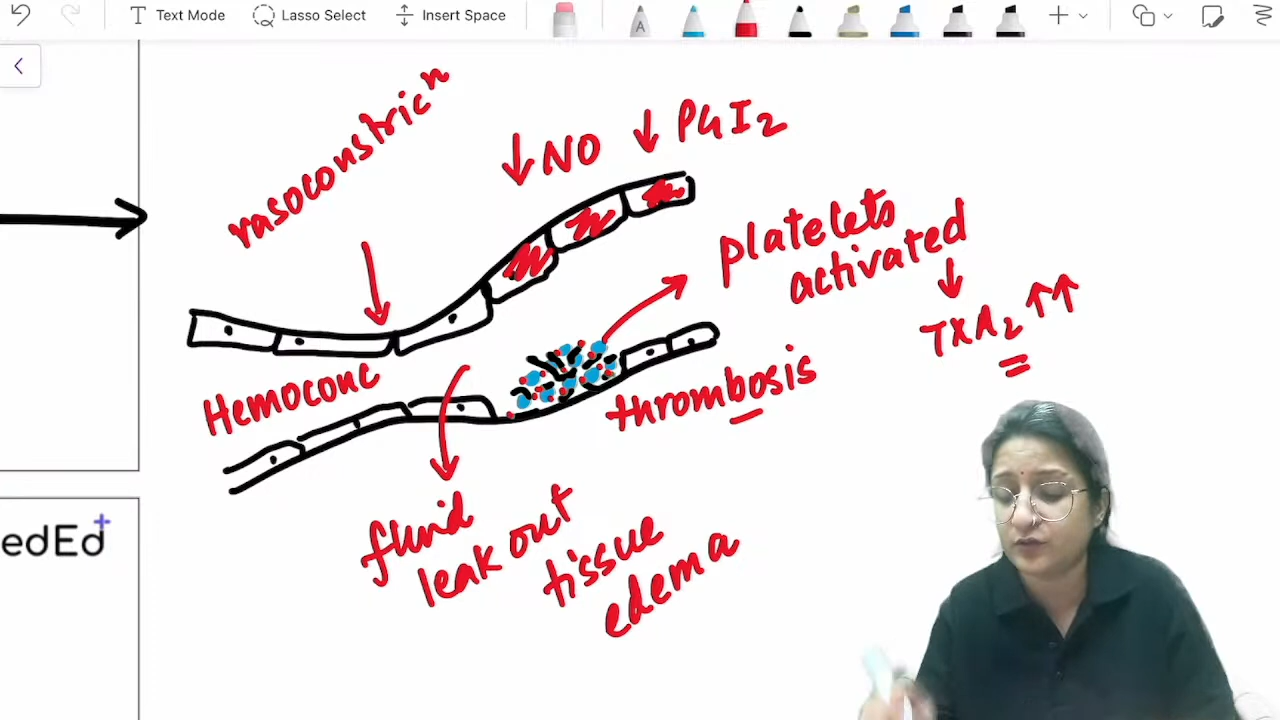 Text Mode
Lasso Select
Insert Space
A
vasoconstricⁿ
↓NO ↓PGI₂
platelets
activated
↓
TXA₂ ↑↑
Hemoconc
thrombosis
fluid
leak out
tissue
edema
edEd+